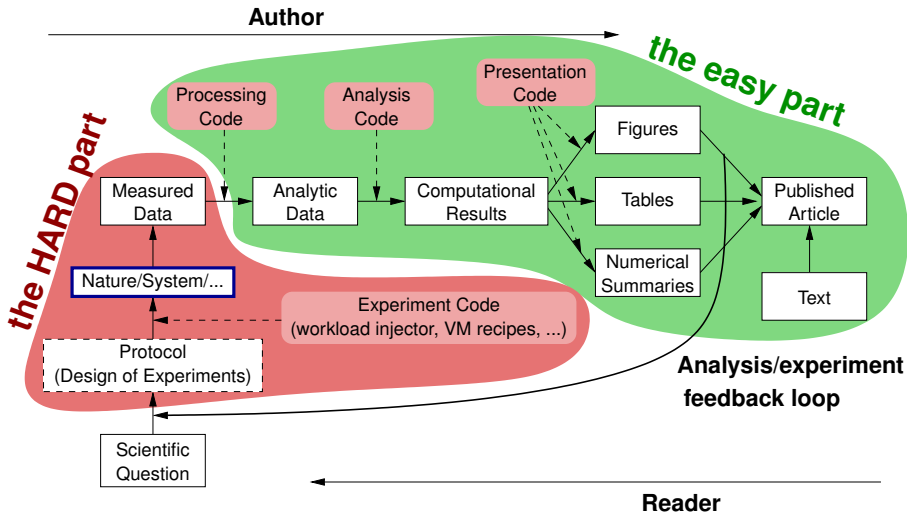 Author
the easy part
Presentation
Code
Processing
Code
Analysis
Code
Figures
the HARD part
Measured
Data
Analytic
Data
Computational
Results
Tables
Published
Article
Nature/System/...
Numerical
Summaries
Text
Experiment Code
(workload injector, VM recipes, ...)
Protocol
(Design of Experiments)
Analysis/experiment
feedback loop
Scientific
Question
Reader